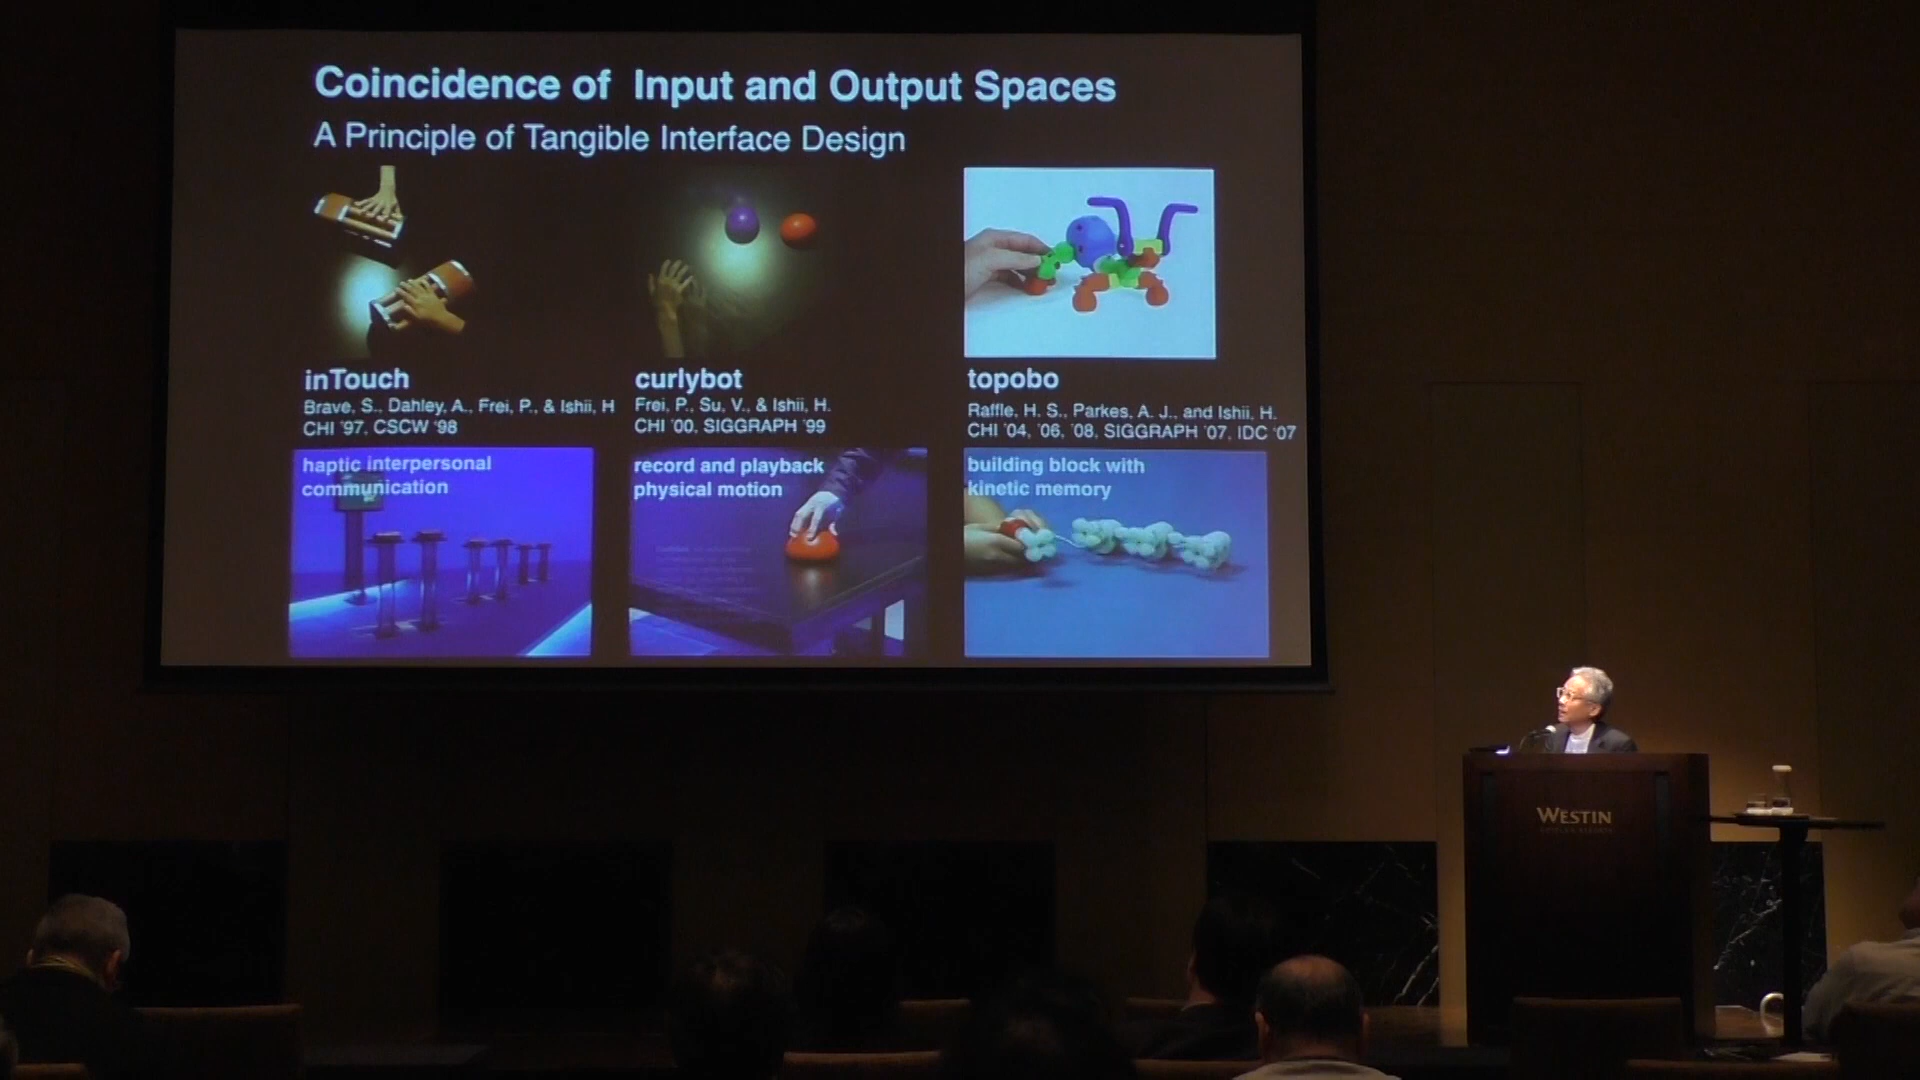 Coincidence of Input and Output Spaces
A Principle of Tangible Interface Design
inTouch
Brave, S., Dahley, A., Frei, P., & Ishii, H
CHI '97, CSCW '98
haptic interpersonal
communication
curlybot
Frei, P., Su, V., & Ishii, H.
CHI '00, SIGGRAPH '99
record and playback
physical motion
topobo
Raffle, H. S., Parkes, A. J., and Ishii, H.
CHI '04, '06, '08, SIGGRAPH '07, IDC '07
building block with
kinetic memory
WESTIN